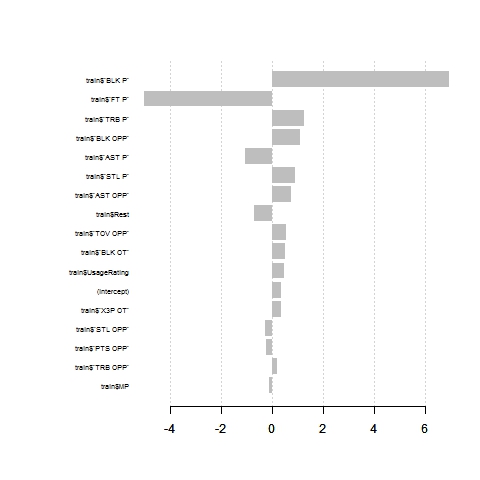 train$`BLK P`
train$`FT P`
train$`TRB P`
train$`BLK OPP`
train$`AST P`
train$`STL P`
train$`AST OPP`
train$Rest
train$`TOV OPP`
train$`BLK OT`
train$UsageRating
(Intercept)
train$`X3P OT`
train$`STL OPP`
train$`PTS OPP`
train$`TRB OPP`
train$MP
-4 -2 0 2 4 6